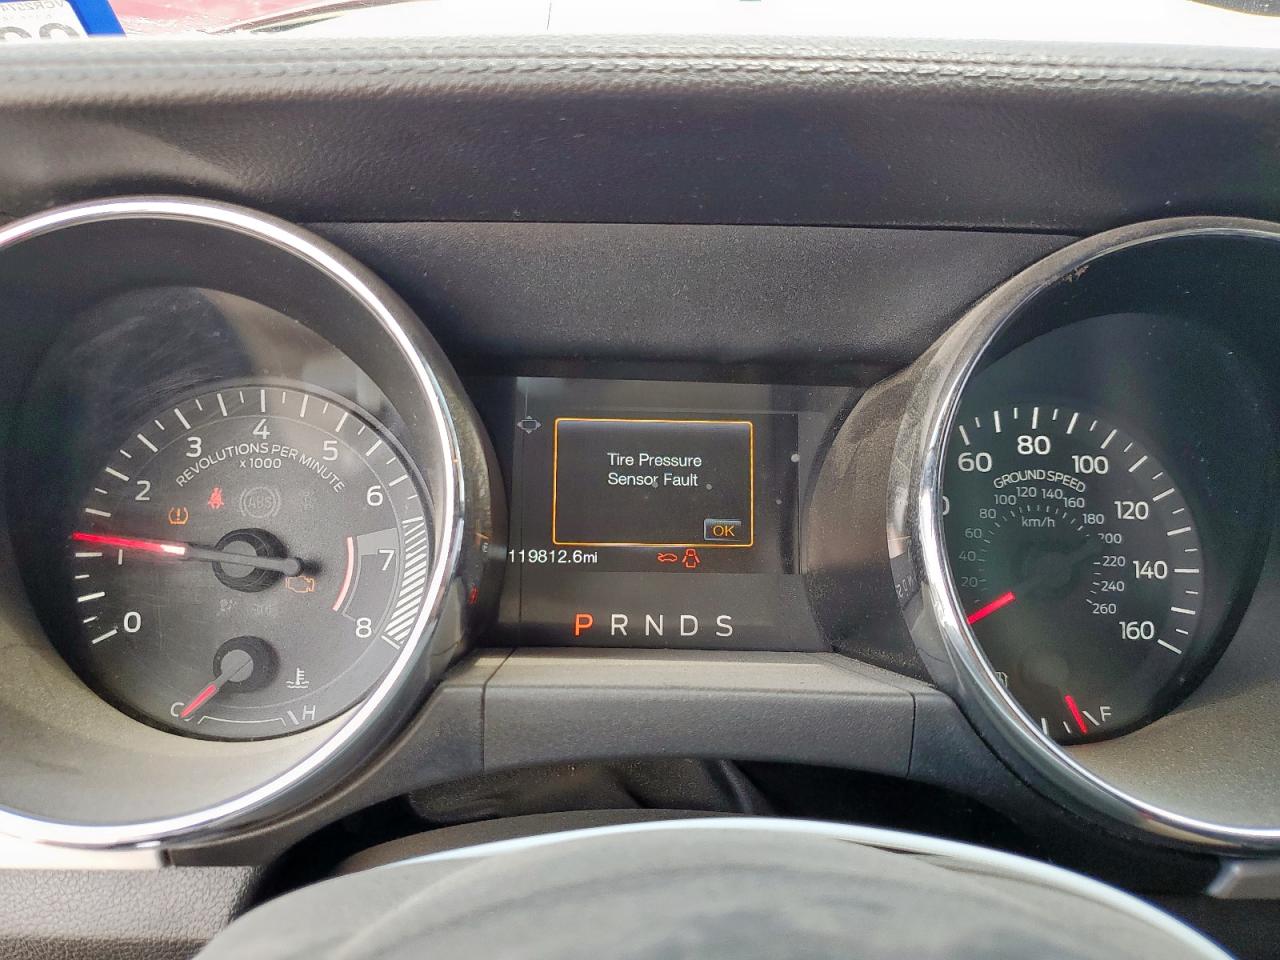 REVOLUTIONS PER MINUTE
x1000
0
1
2
3
4
5
6
7
8
ABS
C
H
Tire Pressure
Sensor Fault
OK
119812.6mi
P R N D S
60
80
100
120
140
160
GROUND SPEED
km/h
20
40
60
80
100
120
140
160
180
200
220
240
260
F